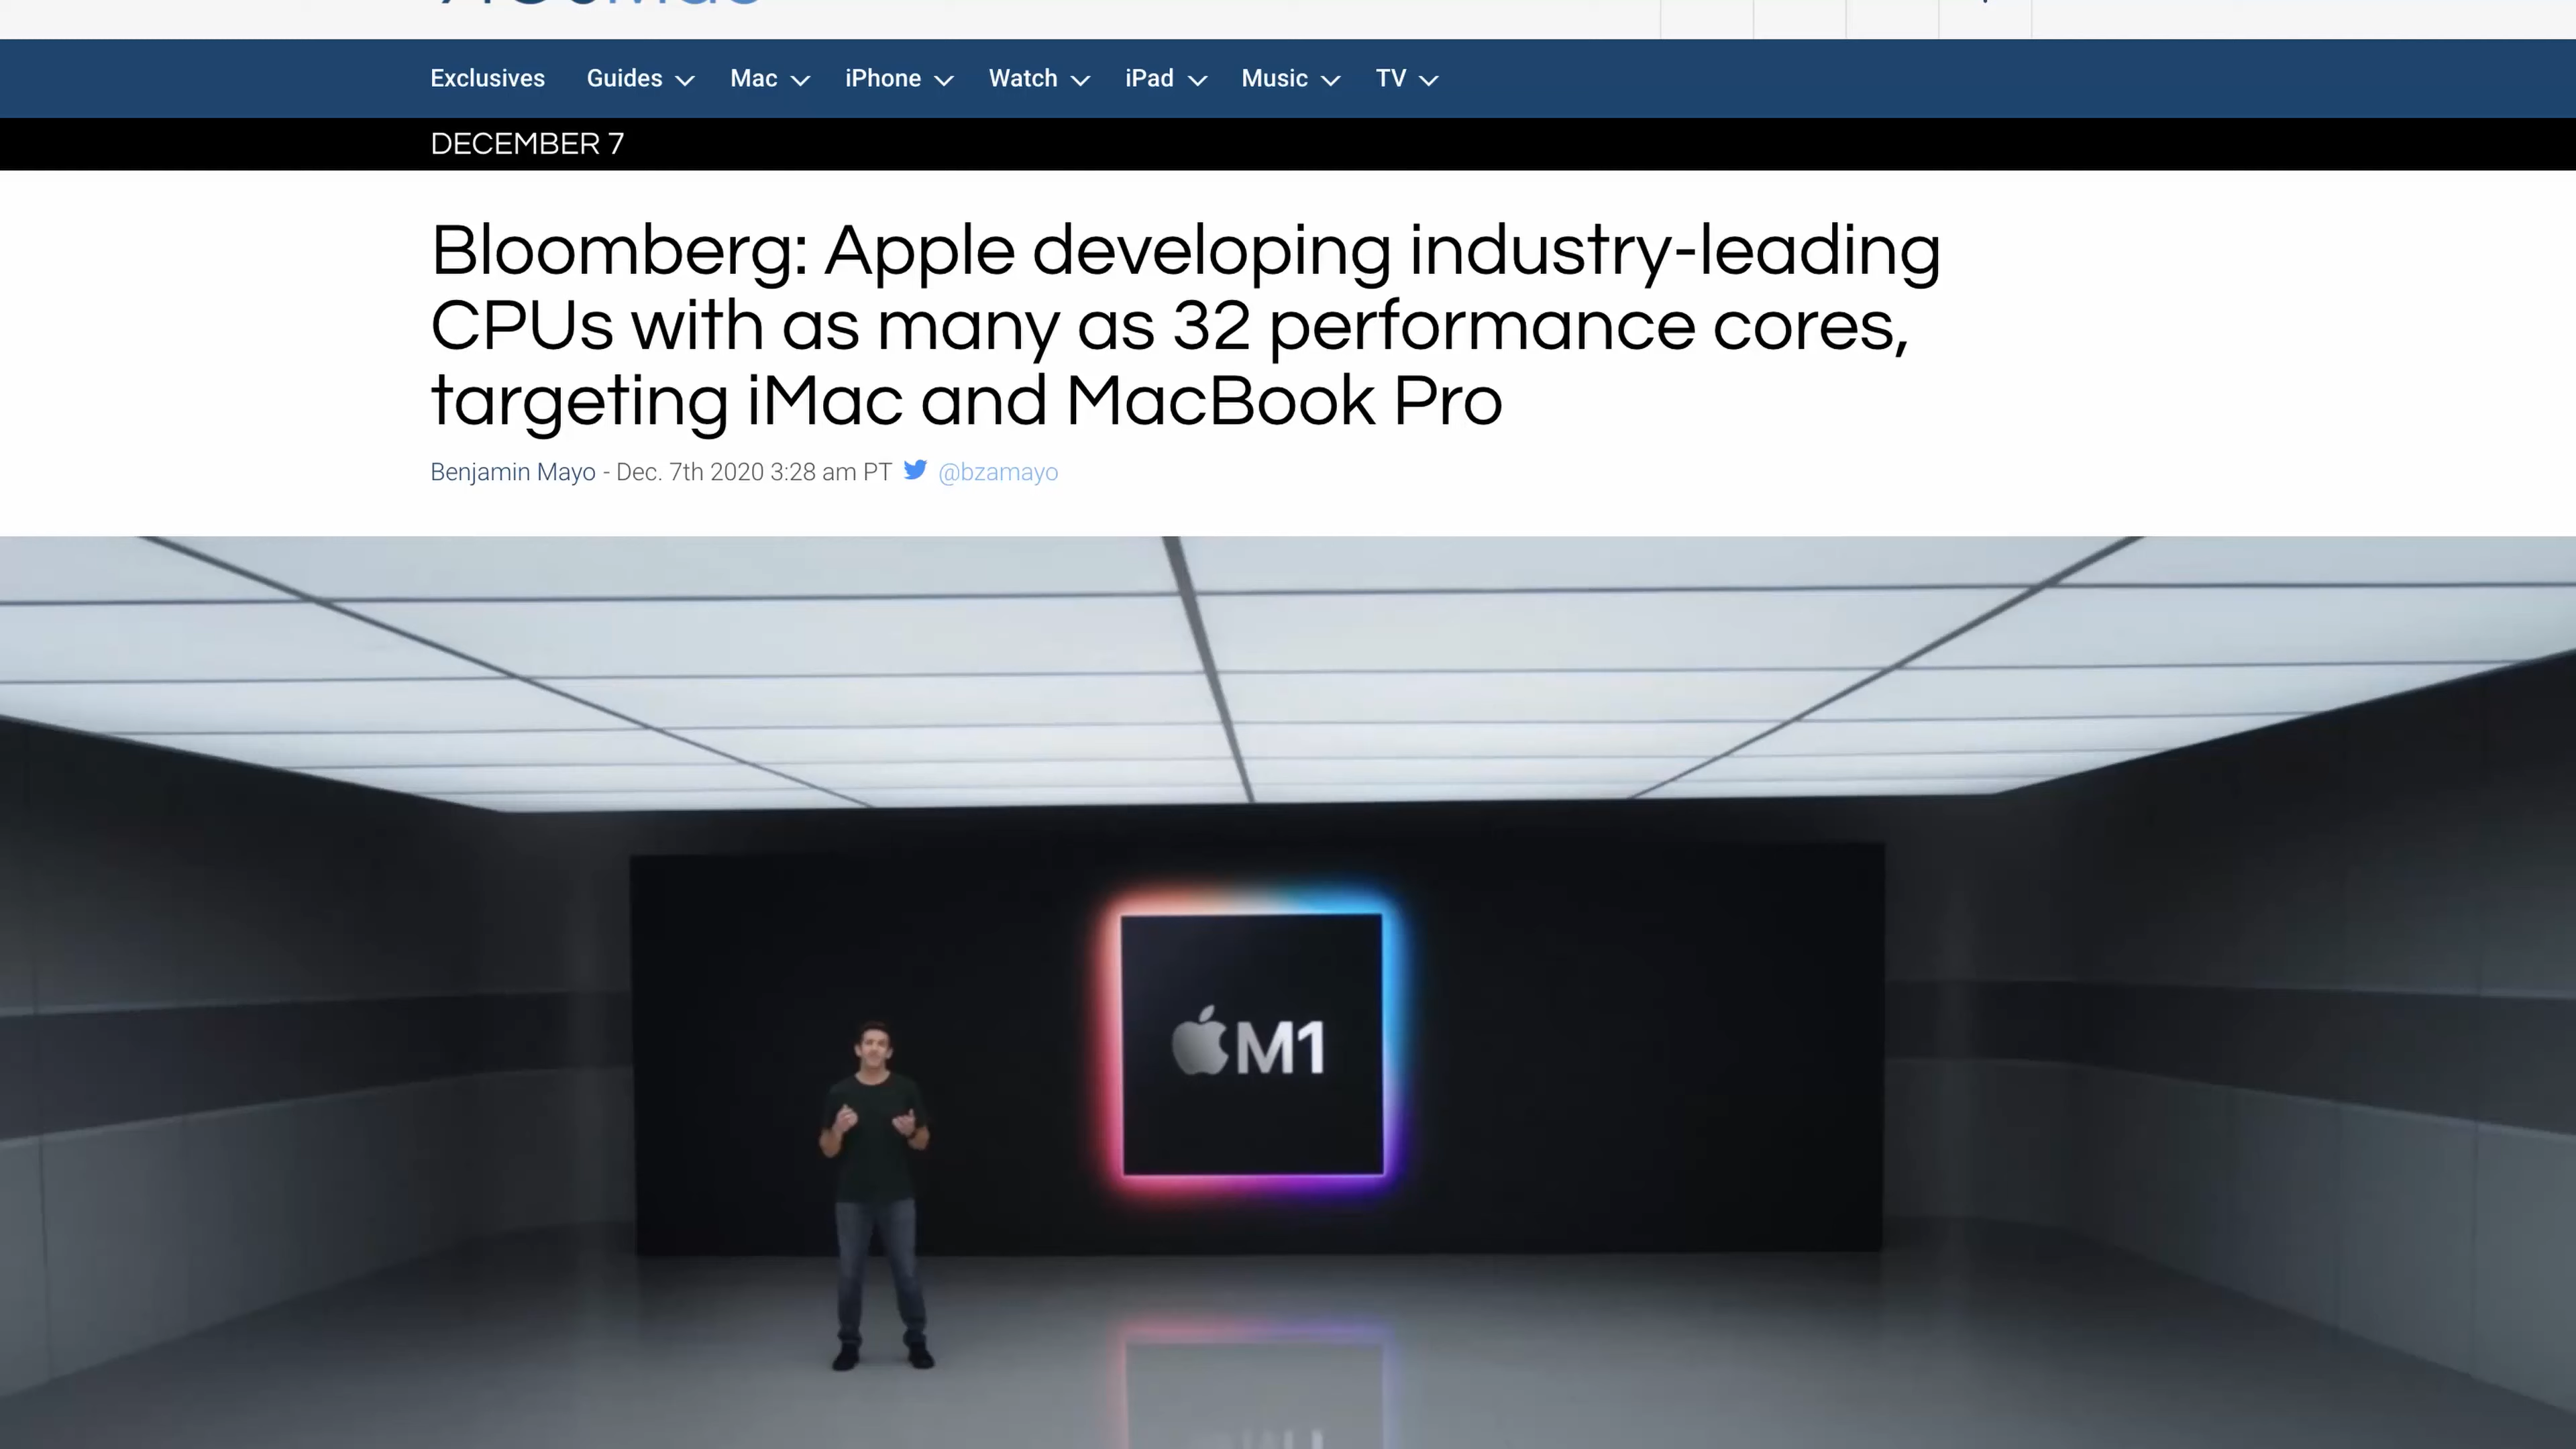 Exclusives Guides Mac iPhone Watch iPad Music TV
DECEMBER 7
Bloomberg: Apple developing industry-leading
CPUs with as many as 32 performance cores,
targeting iMac and MacBook Pro
Benjamin Mayo - Dec. 7th 2020 3:28 am PT @bzamayo
M1